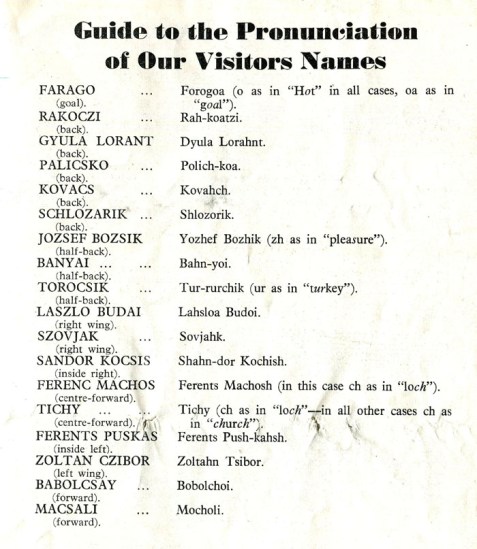 Guide to the Pronunciation
of Our Visitors Names
FARAGO ... Forogoa (o as in "Hot" in all cases, oa as in
(goal). "goal").
RAKOCZI ... Rah-koatzi.
(back).
GYULA LORANT Dyula Lorahnt.
(back).
PALICSKO ... Polich-koa.
(back).
KOVACS ... Kovahch.
(back).
SCHLOZARIK ... Shlozorik.
(back).
JOZSEF BOZSIK Yozhef Bozhik (zh as in "pleasure").
(half-back).
BANYAI ... ... Bahn-yoi.
(half-back).
TOROCSIK ... Tur-rurchik (ur as in "turkey").
(half-back).
LASZLO BUDAI Lahsloa Budoi.
(right wing).
SZOVJAK ... Sovjahk.
(right wing).
SANDOR KOCSIS Shahn-dor Kochish.
(inside right).
FERENC MACHOS Ferents Machosh (in this case ch as in "loch").
(centre-forward).
TICHY ... ... Tichy (ch as in "loch"—in all other cases ch as
(centre-forward). in "church").
FERENTS PUSKAS Ferents Push-kahsh.
(inside left).
ZOLTAN CZIBOR Zoltahn Tsibor.
(left wing).
BABOLCSAY ... Bobolchoi.
(forward).
MACSALI ... Mocholi.
(forward).